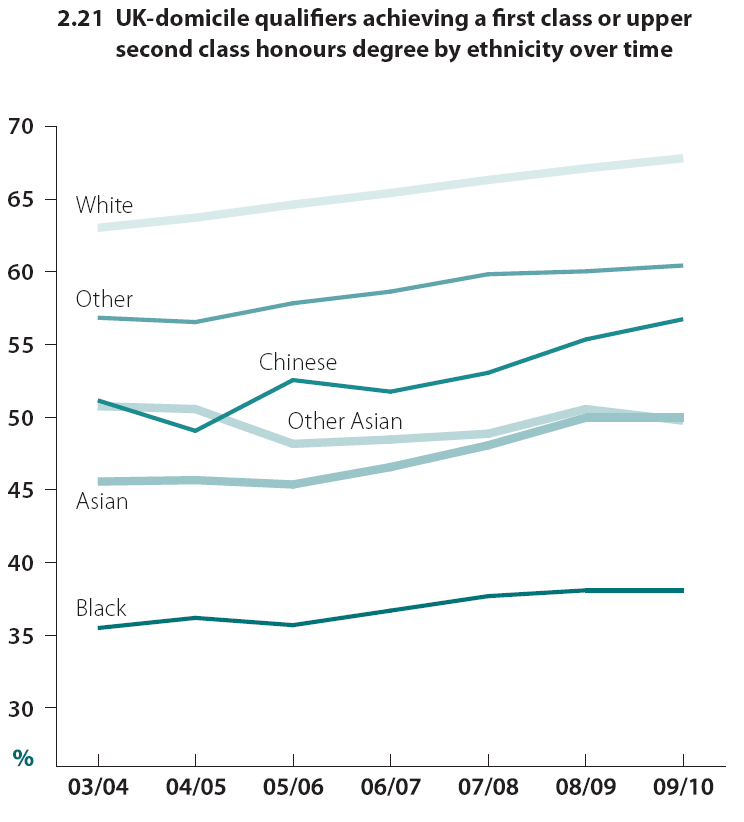 2.21 UK-domicile qualifiers achieving a first class or upper
second class honours degree by ethnicity over time
70
65
60
55
50
45
40
35
30
%
White
Other
Chinese
Other Asian
Asian
Black
03/04 04/05 05/06 06/07 07/08 08/09 09/10